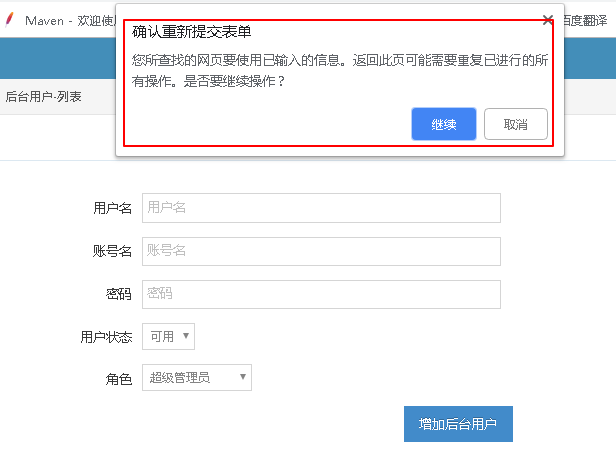 Maven - 欢迎使
百度翻译
确认重新提交表单
您所查找的网页要使用已输入的信息。返回此页可能需要重复已进行的所
有操作。是否要继续操作？
继续 取消
后台用户-列表
用户名 用户名
账号名 账号名
密码 密码
用户状态 可用
角色 超级管理员
增加后台用户